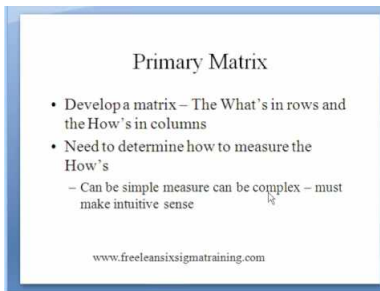 Primary Matrix
• Develop a matrix – The What's in rows and
the How's in columns
• Need to determine how to measure the
How's
– Can be simple measure can be complex – must
make intuitive sense
www.freeleansixsigmatraining.com